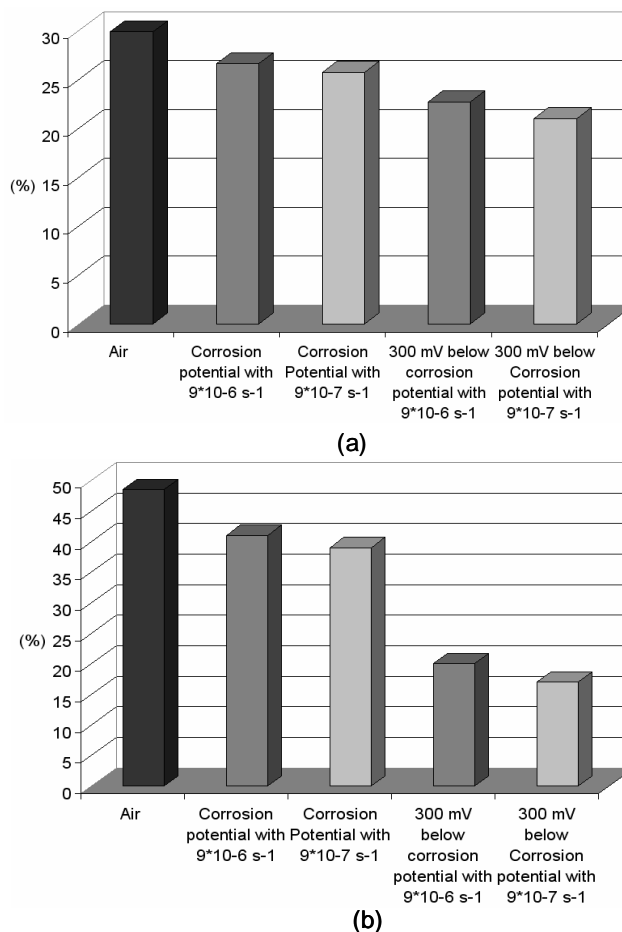 30
25
20
15
(%)
10
5
0
Air
Corrosion
potential with
9*10-6 s-1
Corrosion
Potential with
9*10-7 s-1
300 mV below
corrosion
potential with
9*10-6 s-1
300 mV below
Corrosion
potential with
9*10-7 s-1
(a)
50
45
40
35
30
25
(%)
20
15
10
5
0
Air
Corrosion
potential with
9*10-6 s-1
Corrosion
Potential with
9*10-7 s-1
300 mV
below
corrosion
potential with
9*10-6 s-1
300 mV
below
Corrosion
potential with
9*10-7 s-1
(b)